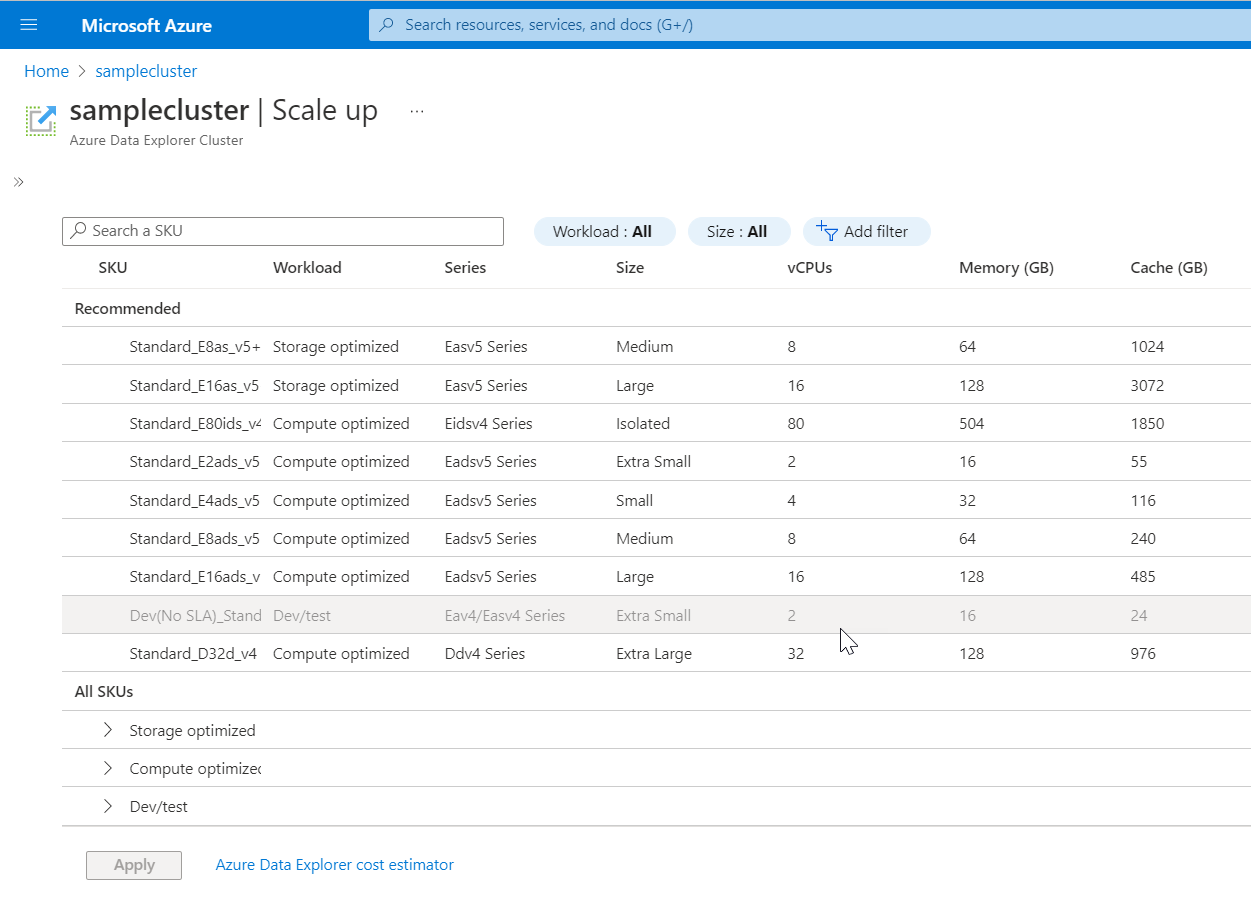 Microsoft Azure Search resources, services, and docs (G+/)
Home > samplecluster
samplecluster | Scale up ...
Azure Data Explorer Cluster
Search a SKU Workload : All Size : All Add filter
SKU Workload Series Size vCPUs Memory (GB) Cache (GB)
Recommended
Standard_E8as_v5+ Storage optimized Easv5 Series Medium 8 64 1024
Standard_E16as_v5 Storage optimized Easv5 Series Large 16 128 3072
Standard_E80ids_v4 Compute optimized Eidsv4 Series Isolated 80 504 1850
Standard_E2ads_v5 Compute optimized Eadsv5 Series Extra Small 2 16 55
Standard_E4ads_v5 Compute optimized Eadsv5 Series Small 4 32 116
Standard_E8ads_v5 Compute optimized Eadsv5 Series Medium 8 64 240
Standard_E16ads_v Compute optimized Eadsv5 Series Large 16 128 485
Dev(No SLA)_Stand Dev/test Eav4/Easv4 Series Extra Small 2 16 24
Standard_D32d_v4 Compute optimized Ddv4 Series Extra Large 32 128 976
All SKUs
Storage optimized
Compute optimized
Dev/test
Apply Azure Data Explorer cost estimator